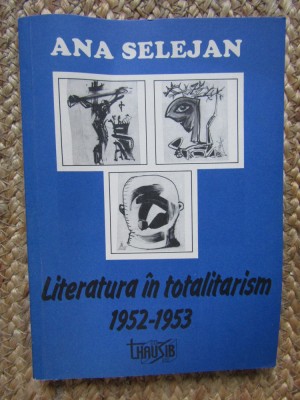 ANA SELEJAN
Literatura în totalitarism
1952-1953
thAUSIB